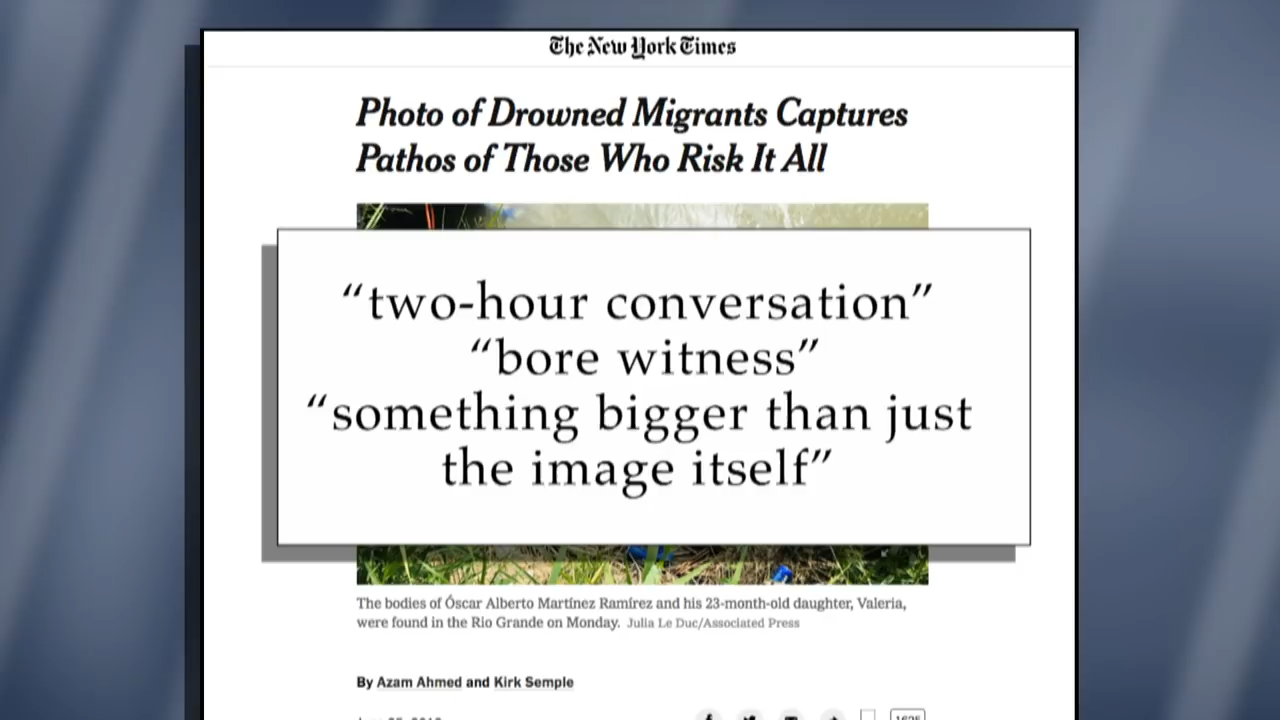 The New York Times
Photo of Drowned Migrants Captures
Pathos of Those Who Risk It All
“two-hour conversation”
“bore witness”
“something bigger than just
the image itself”
The bodies of Óscar Alberto Martínez Ramírez and his 23-month-old daughter, Valeria,
were found in the Rio Grande on Monday. Julia Le Duc/Associated Press
By Azam Ahmed and Kirk Semple